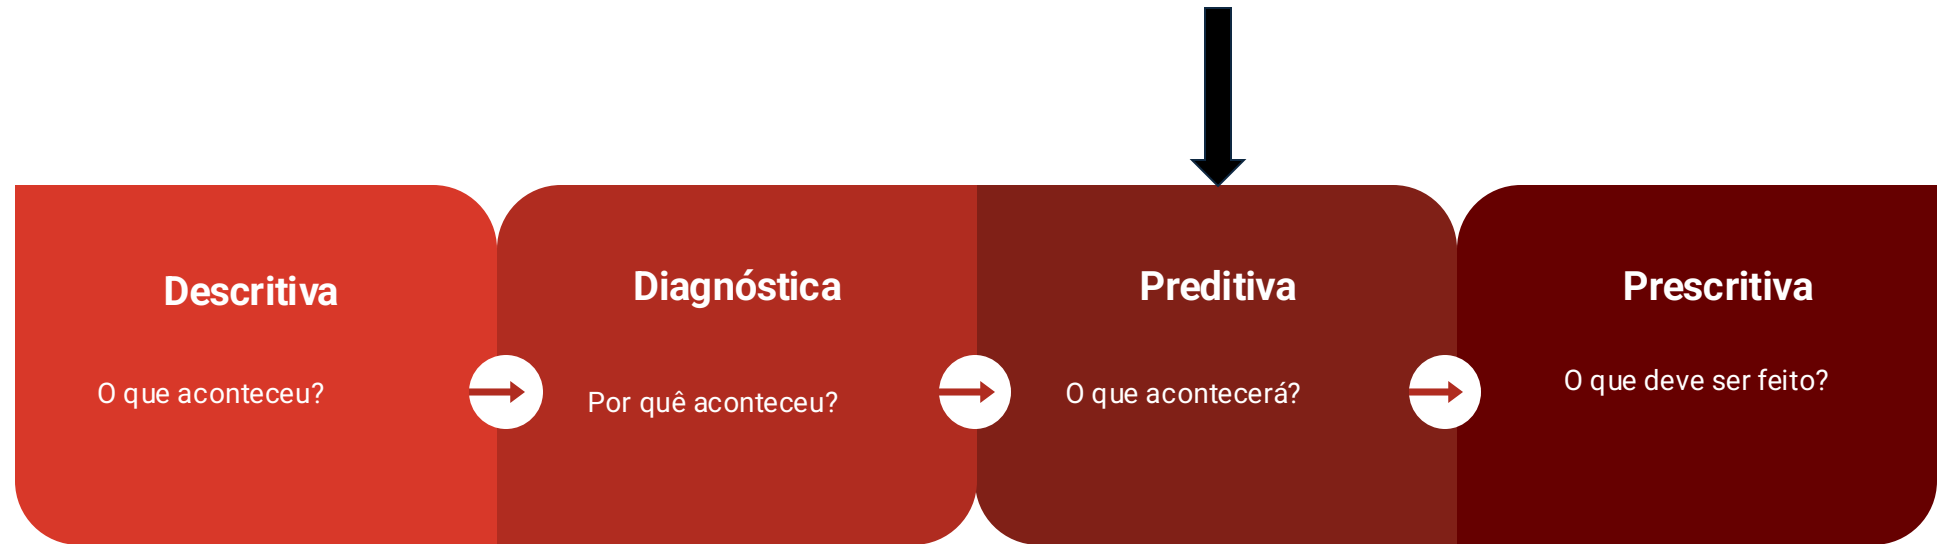 Descritiva
O que aconteceu?
Diagnóstica
Por quê aconteceu?
Preditiva
O que acontecerá?
Prescritiva
O que deve ser feito?